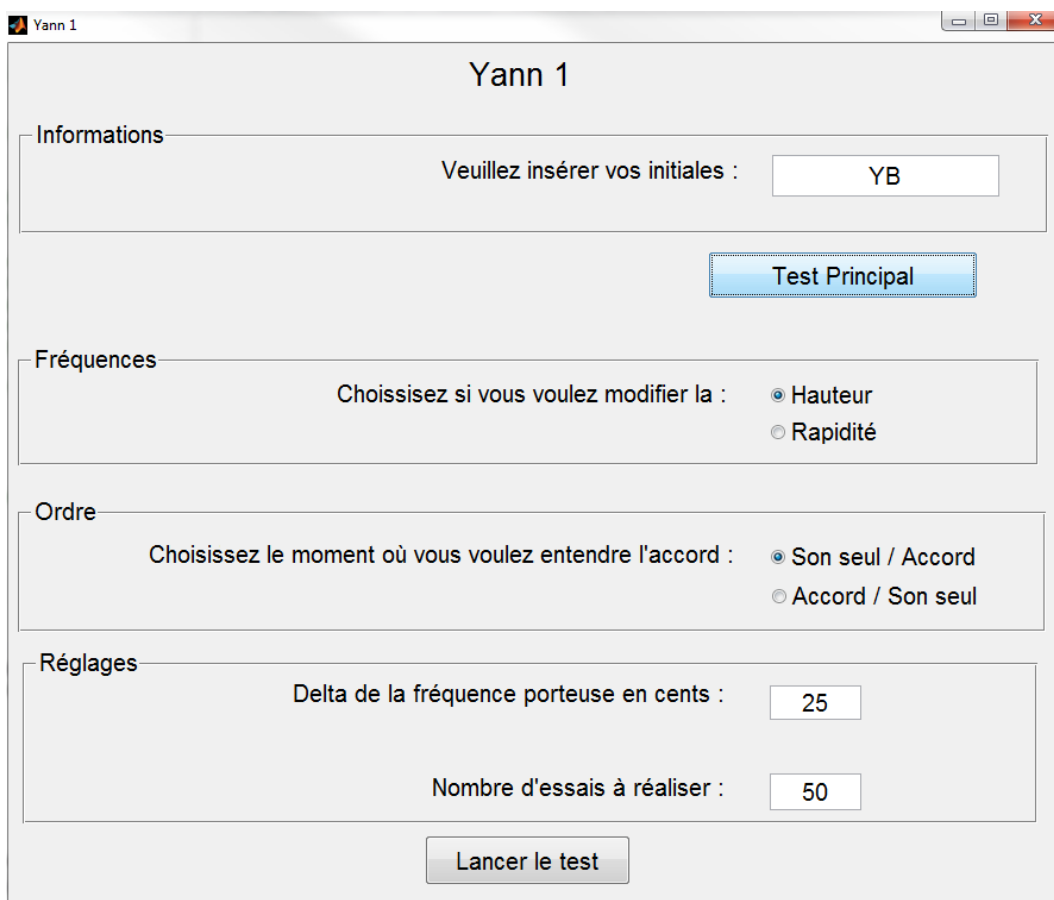 Yann 1
Yann 1
Informations
Veuillez insérer vos initiales : YB
Test Principal
Fréquences
Choissisez si vous voulez modifier la : Hauteur
Rapidité
Ordre
Choisissez le moment où vous voulez entendre l'accord : Son seul / Accord
Accord / Son seul
Réglages
Delta de la fréquence porteuse en cents : 25
Nombre d'essais à réaliser : 50
Lancer le test